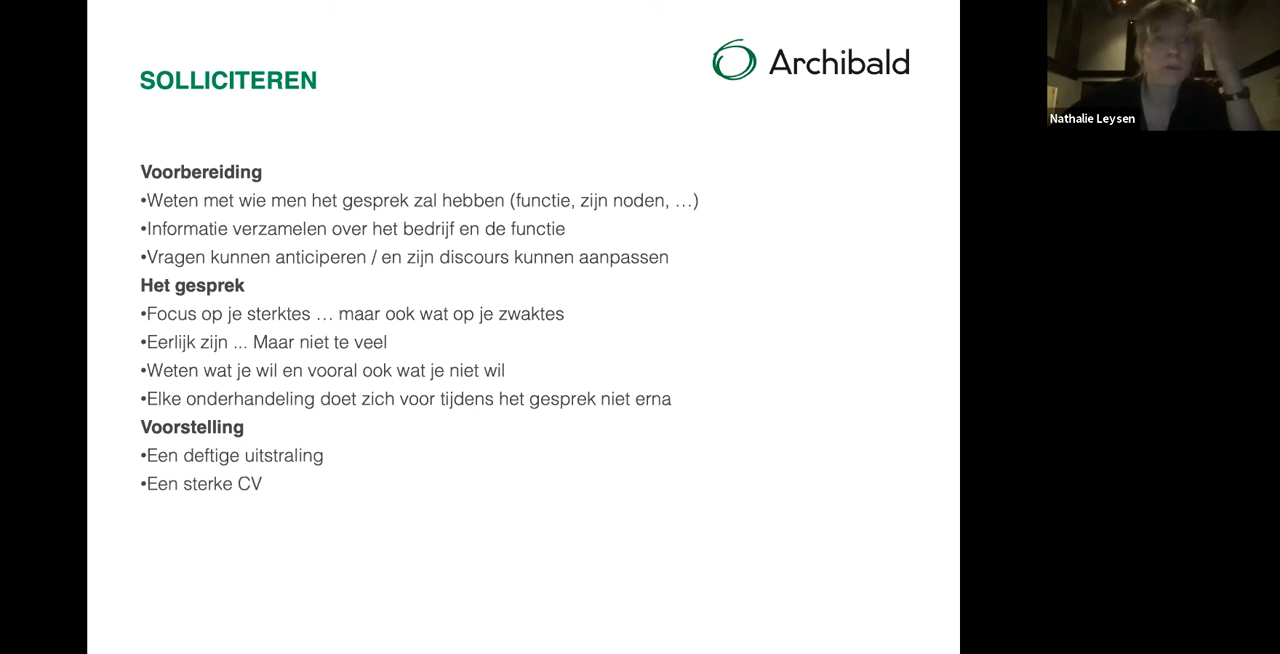 SOLLICITEREN
Archibald
Nathalie Leysen
Voorbereiding
•Weten met wie men het gesprek zal hebben (functie, zijn noden, …)
•Informatie verzamelen over het bedrijf en de functie
•Vragen kunnen anticiperen / en zijn discours kunnen aanpassen
Het gesprek
•Focus op je sterktes … maar ook wat op je zwaktes
•Eerlijk zijn ... Maar niet te veel
•Weten wat je wil en vooral ook wat je niet wil
•Elke onderhandeling doet zich voor tijdens het gesprek niet erna
Voorstelling
•Een deftige uitstraling
•Een sterke CV